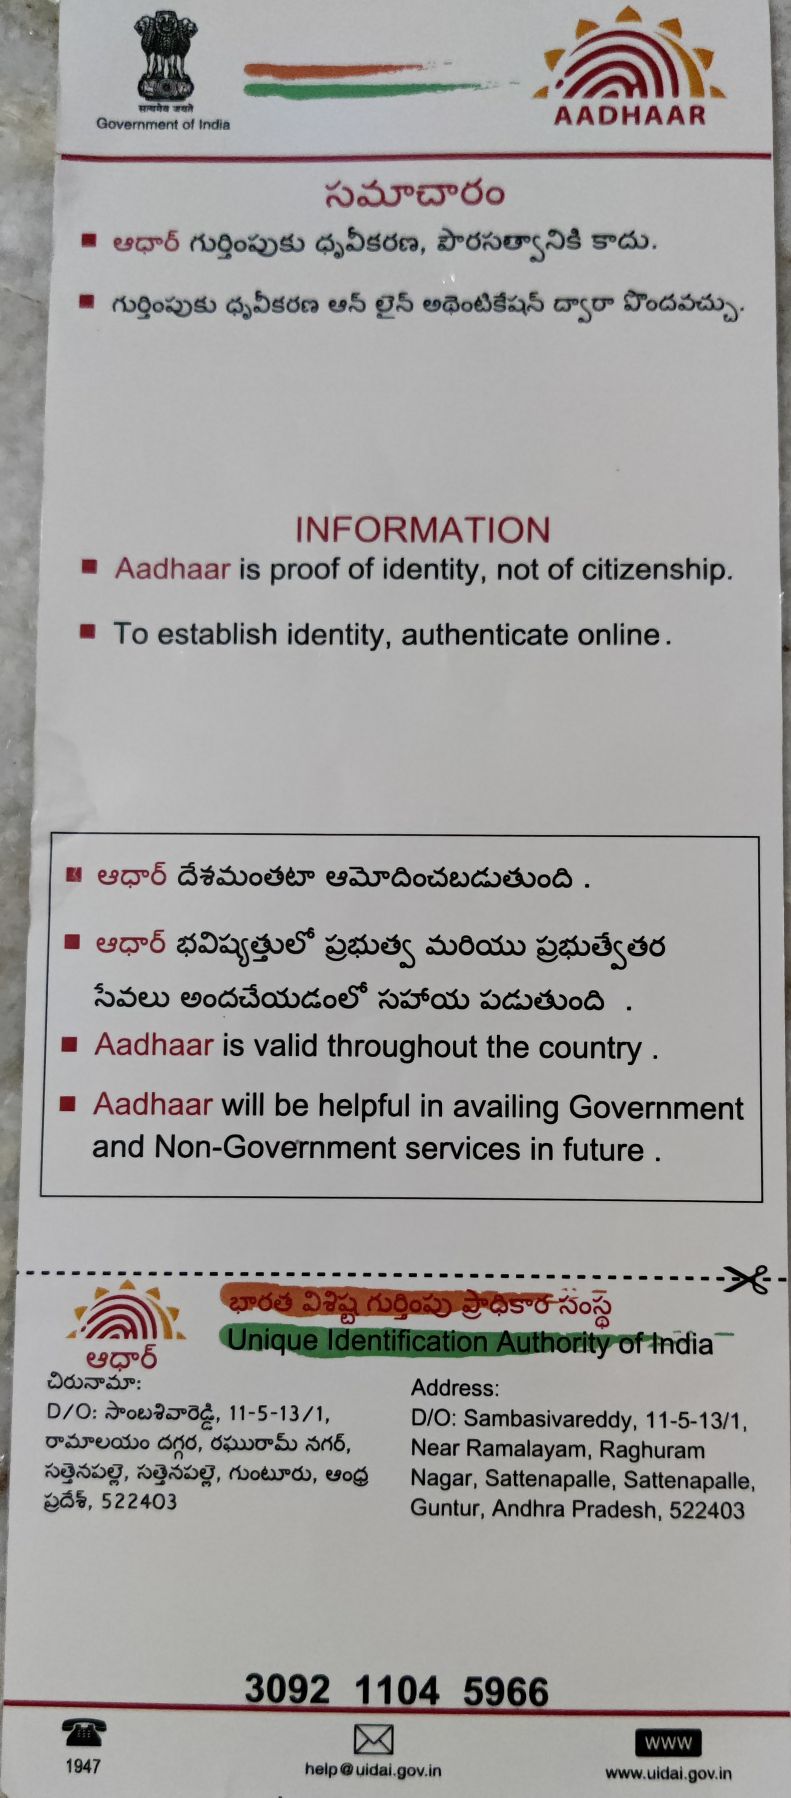 सत्यमेव जयते
Government of India
AADHAAR
సమాచారం
ఆధార్ గుర్తింపుకు ధృవీకరణ, పౌరసత్వానికి కాదు.
గుర్తింపుకు ధృవీకరణ ఆన్ లైన్ అథెంటికేషన్ ద్వారా పొందవచ్చు.
INFORMATION
Aadhaar is proof of identity, not of citizenship.
To establish identity, authenticate online.
ఆధార్ దేశమంతటా ఆమోదించబడుతుంది .
ఆధార్ భవిష్యత్తులో ప్రభుత్వ మరియు ప్రభుత్వేతర
సేవలు అందచేయడంలో సహాయ పడుతుంది .
Aadhaar is valid throughout the country .
Aadhaar will be helpful in availing Government
and Non-Government services in future .
ఆధార్
భారత విశిష్ట గుర్తింపు ప్రాధికార సంస్థ
Unique Identification Authority of India
చిరునామా:
D/O: సాంబశివారెడ్డి, 11-5-13/1,
రామాలయం దగ్గర, రఘురామ్ నగర్,
సత్తెనపల్లె, సత్తెనపల్లె, గుంటూరు, ఆంధ్ర
ప్రదేశ్, 522403
Address:
D/O: Sambasivareddy, 11-5-13/1,
Near Ramalayam, Raghuram
Nagar, Sattenapalle, Sattenapalle,
Guntur, Andhra Pradesh, 522403
3092 1104 5966
1947
help@uidai.gov.in
WWW
www.uidai.gov.in